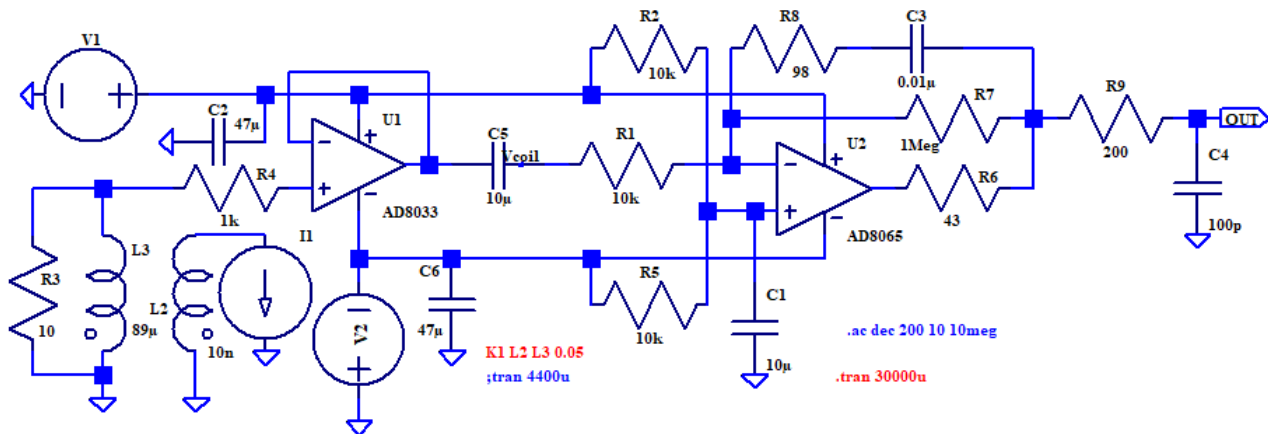 V1
C2
47µ
R4
1k
U1
AD8033
C5
10µ
Vcoil
R1
10k
R2
10k
R8
98
C3
0.01µ
R7
1Meg
U2
AD8065
R6
43
R9
200
OUT
C4
100p
R3
10
L3
89µ
L2
10n
I1
V2
C6
47µ
R5
10k
C1
10µ
K1 L2 L3 0.05
;tran 4400u
.ac dec 200 10 10meg
.tran 30000u